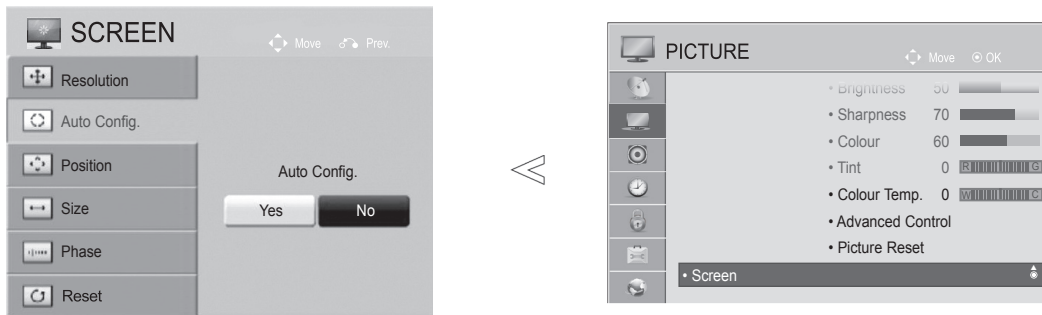 SCREEN
Move Prev.
Resolution
Auto Config.
Position
Size
Phase
Reset
Auto Config.
Yes No
PICTURE
Move OK
• Brightness 50
• Sharpness 70
• Colour 60
• Tint 0 R G
• Colour Temp. 0 W C
• Advanced Control
• Picture Reset
• Screen